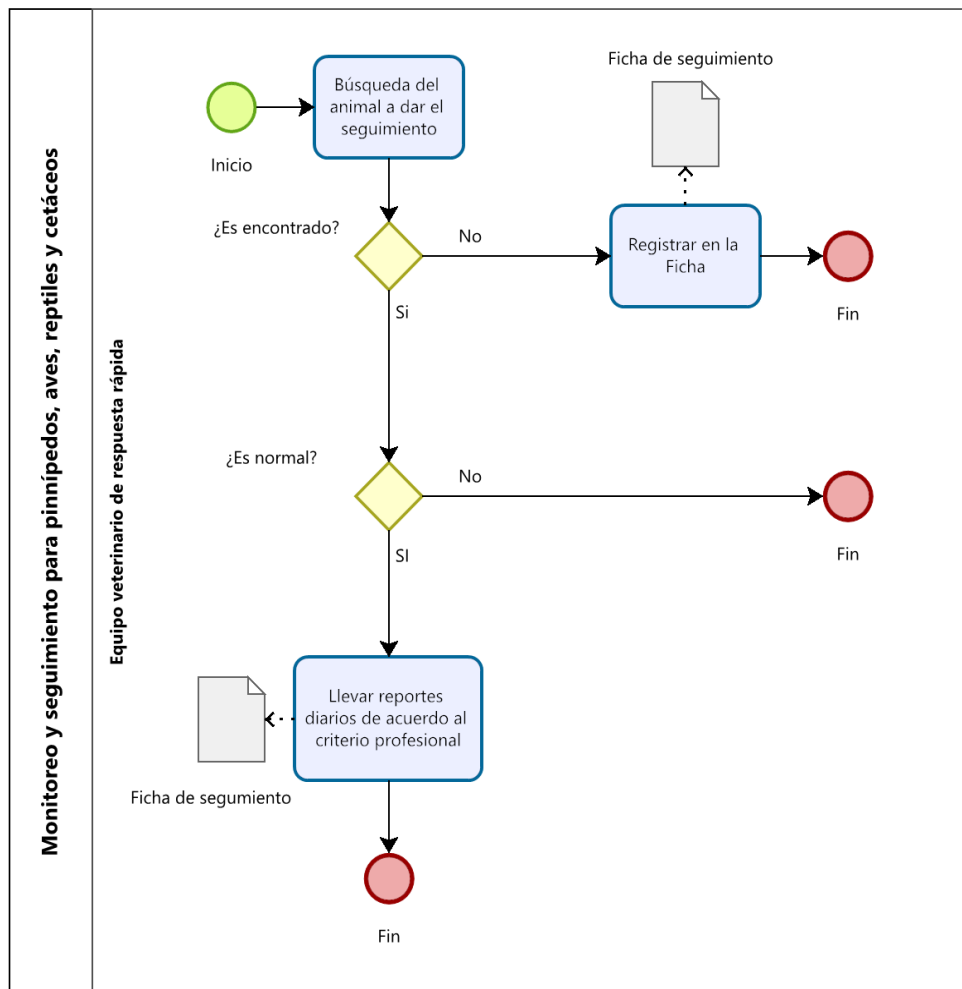 Monitoreo y seguimiento para pinnípedos, aves, reptiles y cetáceos
Equipo veterinario de respuesta rápida
Inicio
Búsqueda del
animal a dar el
seguimiento
Ficha de seguimiento
¿Es encontrado?
No
Registrar en la
Ficha
Fin
Si
¿Es normal?
No
Fin
SI
Llevar reportes
diarios de acuerdo al
criterio profesional
Ficha de segumiento
Fin